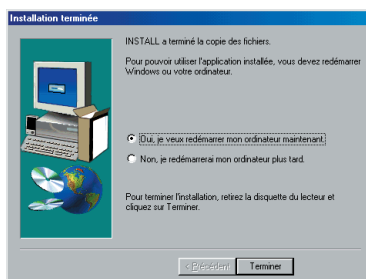 Installation terminée
INSTALL a terminé la copie des fichiers.
Pour pouvoir utiliser l'application installée, vous devez redémarrer
Windows ou votre ordinateur.
Oui, je veux redémarrer mon ordinateur maintenant.
Non, je redémarrerai mon ordinateur plus tard.
Pour terminer l'installation, retirez la disquette du lecteur et
cliquez sur Terminer.
< Précédent Terminer